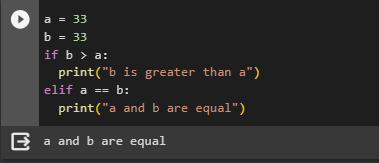 a = 33
b = 33
if b > a:
  print("b is greater than a")
elif a == b:
  print("a and b are equal")
a and b are equal